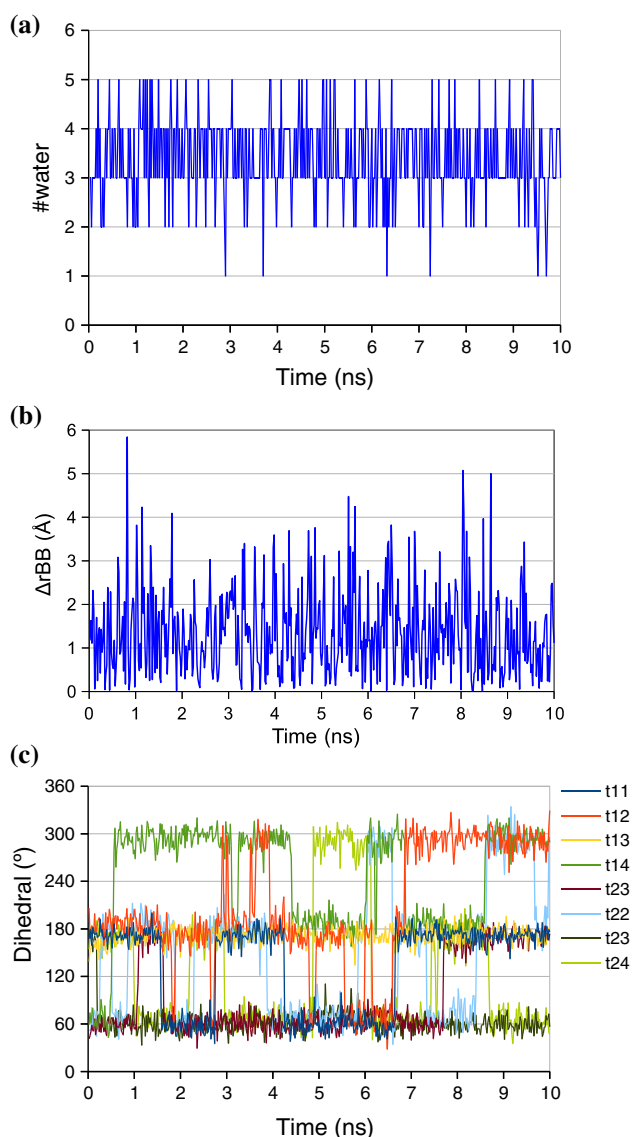 (a)
6
5
4
3
2
1
0
#water
0 1 2 3 4 5 6 7 8 9 10
Time (ns)
(b)
6
5
4
3
2
1
0
ΔrBB (Å)
0 1 2 3 4 5 6 7 8 9 10
Time (ns)
(c)
360
300
240
180
120
60
0
Dihedral (º)
0 1 2 3 4 5 6 7 8 9 10
Time (ns)
t11
t12
t13
t14
t23
t22
t23
t24